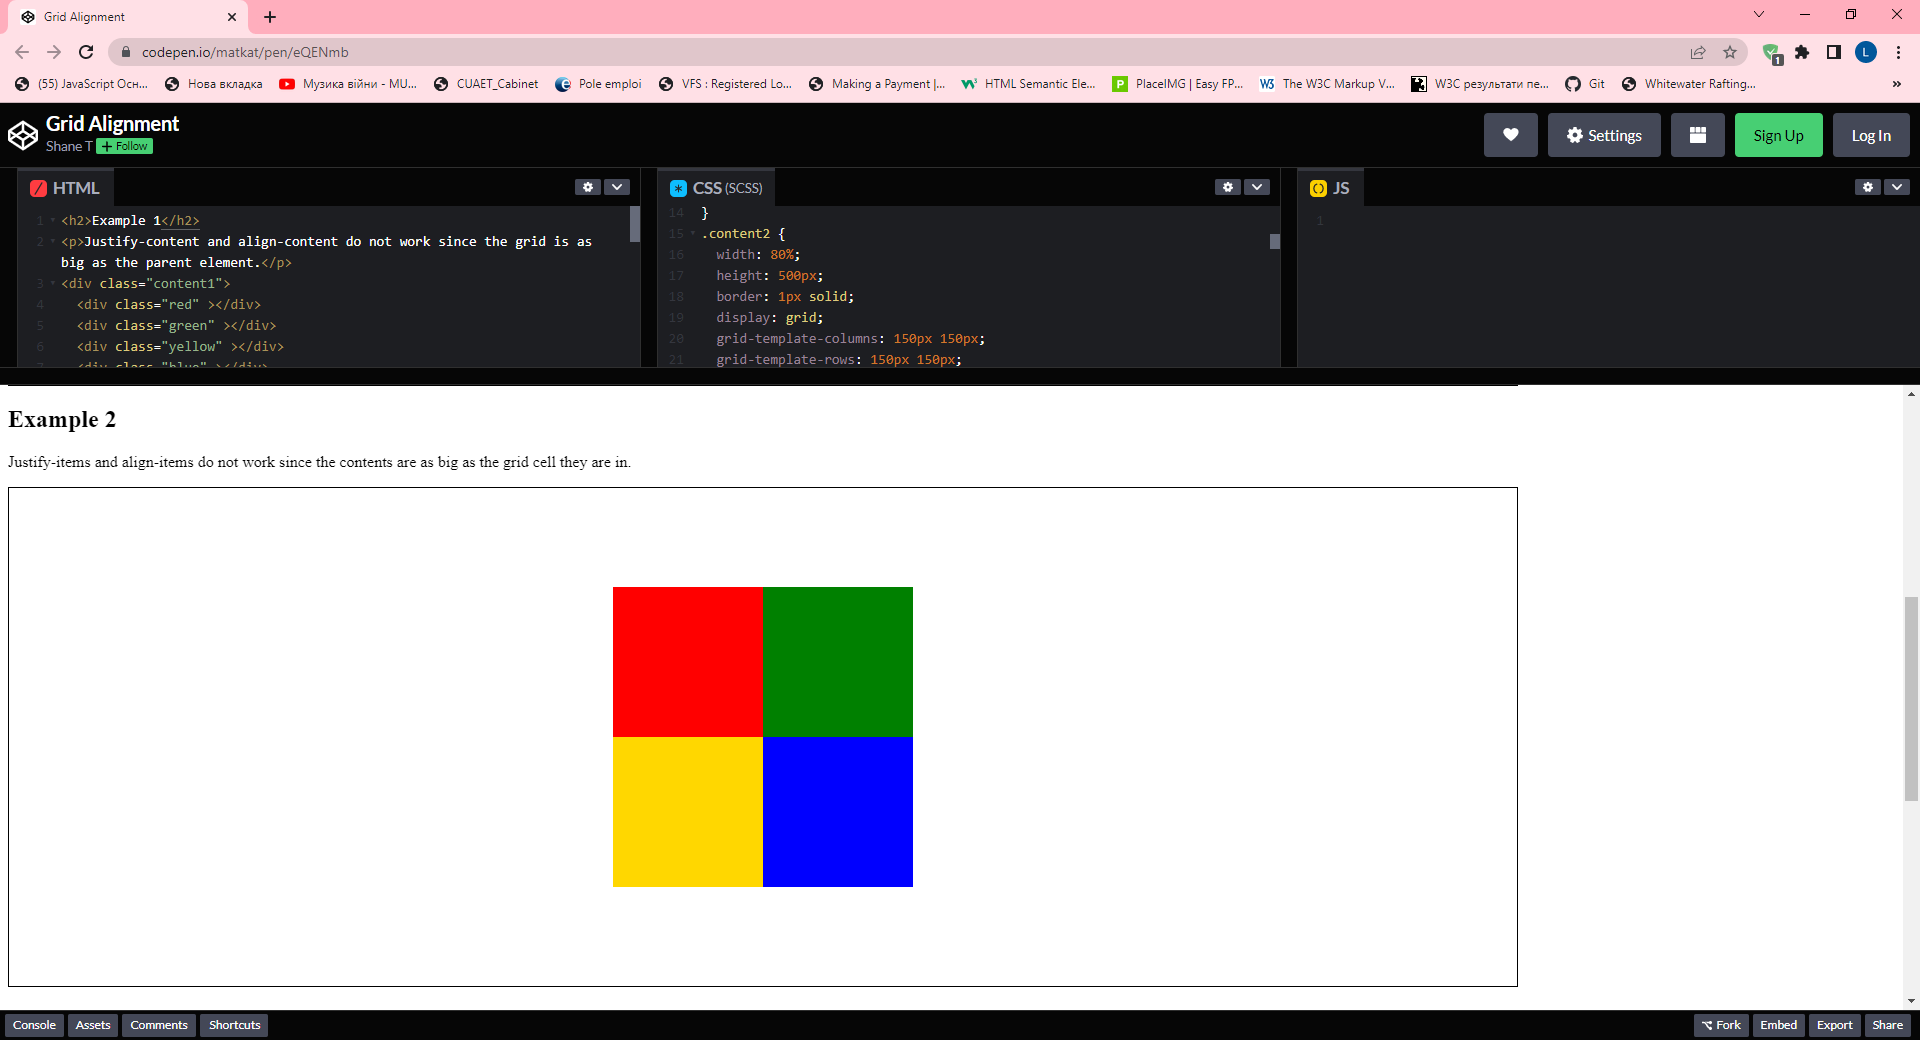 Grid Alignment
codepen.io/matkat/pen/eQENmb
1
L
(55) JavaScript Осн... Нова вкладка Музика війни - MU... CUAET_Cabinet Pole emploi VFS : Registered Lo... Making a Payment |... HTML Semantic Ele... PlaceIMG | Easy FP... The W3C Markup V... W3C результати пе... Git Whitewater Rafting... »
Grid Alignment
Shane T + Follow
Settings Sign Up Log In
HTML
1 <h2>Example 1</h2>
2 <p>Justify-content and align-content do not work since the grid is as
big as the parent element.</p>
3 <div class="content1">
4 <div class="red" ></div>
5 <div class="green" ></div>
6 <div class="yellow" ></div>
7 <div class="blue" ></div>
CSS (SCSS)
14 }
15 .content2 {
16 width: 80%;
17 height: 500px;
18 border: 1px solid;
19 display: grid;
20 grid-template-columns: 150px 150px;
21 grid-template-rows: 150px 150px;
JS
1
Example 2
Justify-items and align-items do not work since the contents are as big as the grid cell they are in.
Console Assets Comments Shortcuts Fork Embed Export Share